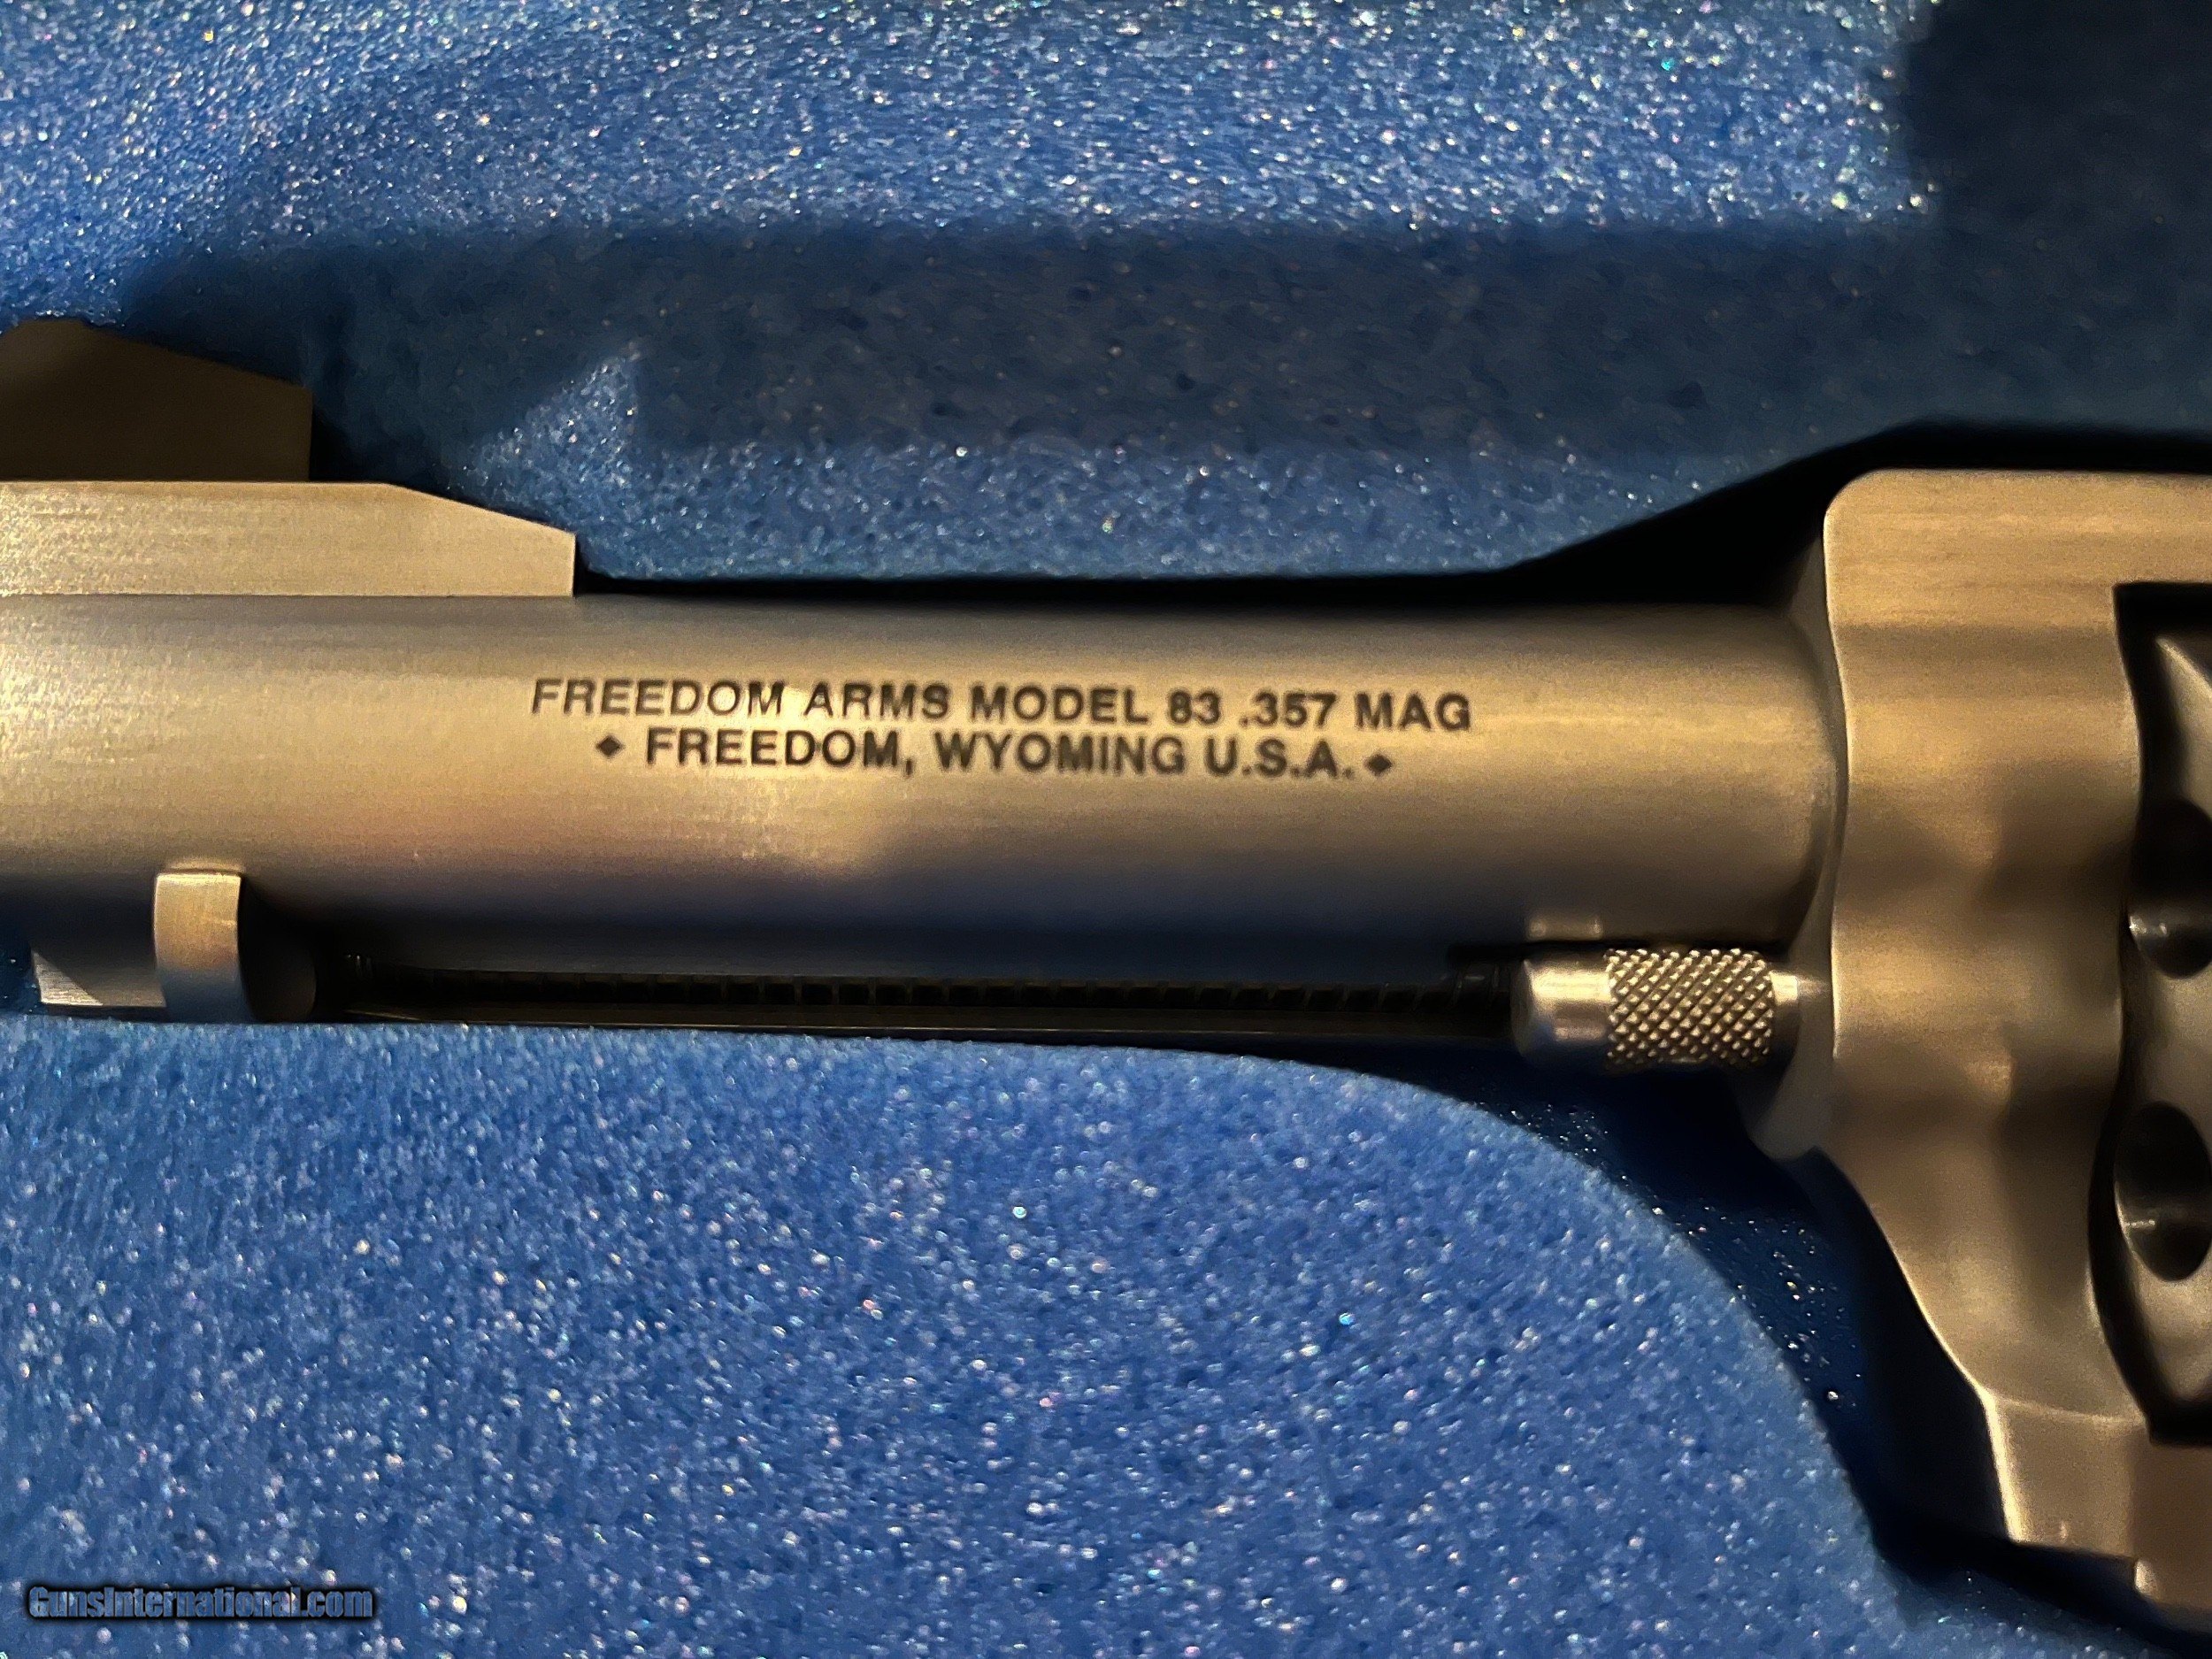 FREEDOM ARMS MODEL 83 .357 MAG
◆ FREEDOM, WYOMING U.S.A. ◆
GunsInternational.com